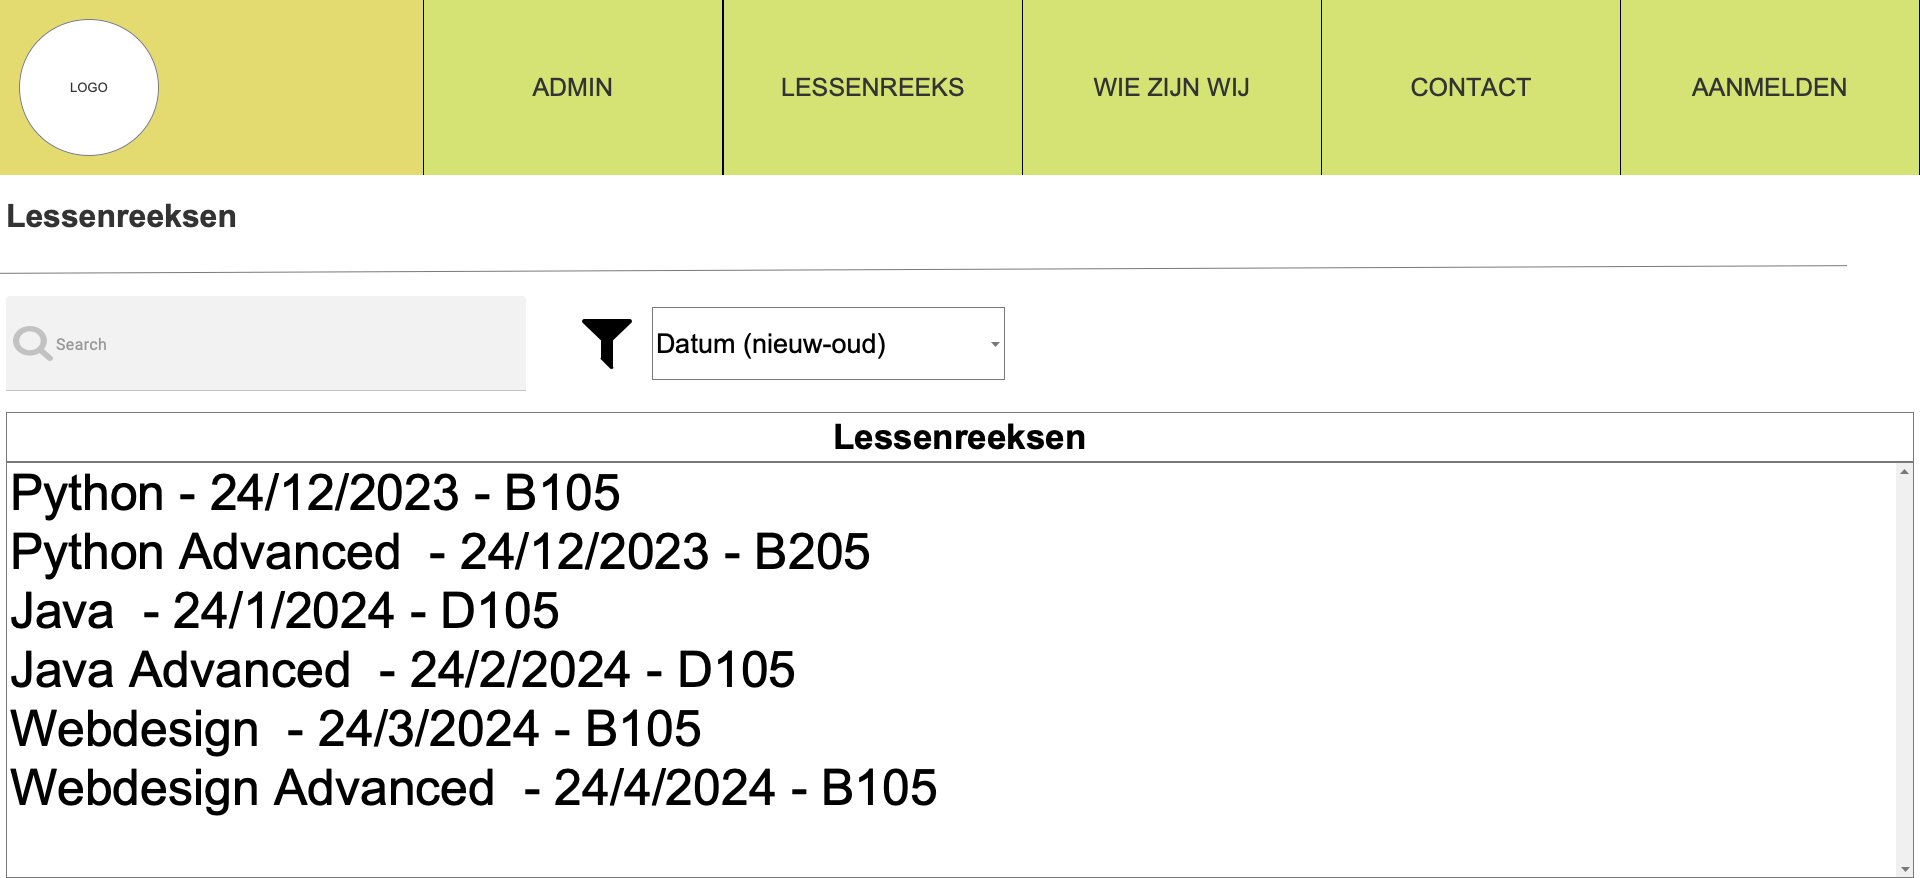 LOGO
ADMIN
LESSENREEKS
WIE ZIJN WIJ
CONTACT
AANMELDEN
Lessenreeksen
Search
Datum (nieuw-oud)
Lessenreeksen
Python - 24/12/2023 - B105
Python Advanced  - 24/12/2023 - B205
Java  - 24/1/2024 - D105
Java Advanced  - 24/2/2024 - D105
Webdesign  - 24/3/2024 - B105
Webdesign Advanced  - 24/4/2024 - B105